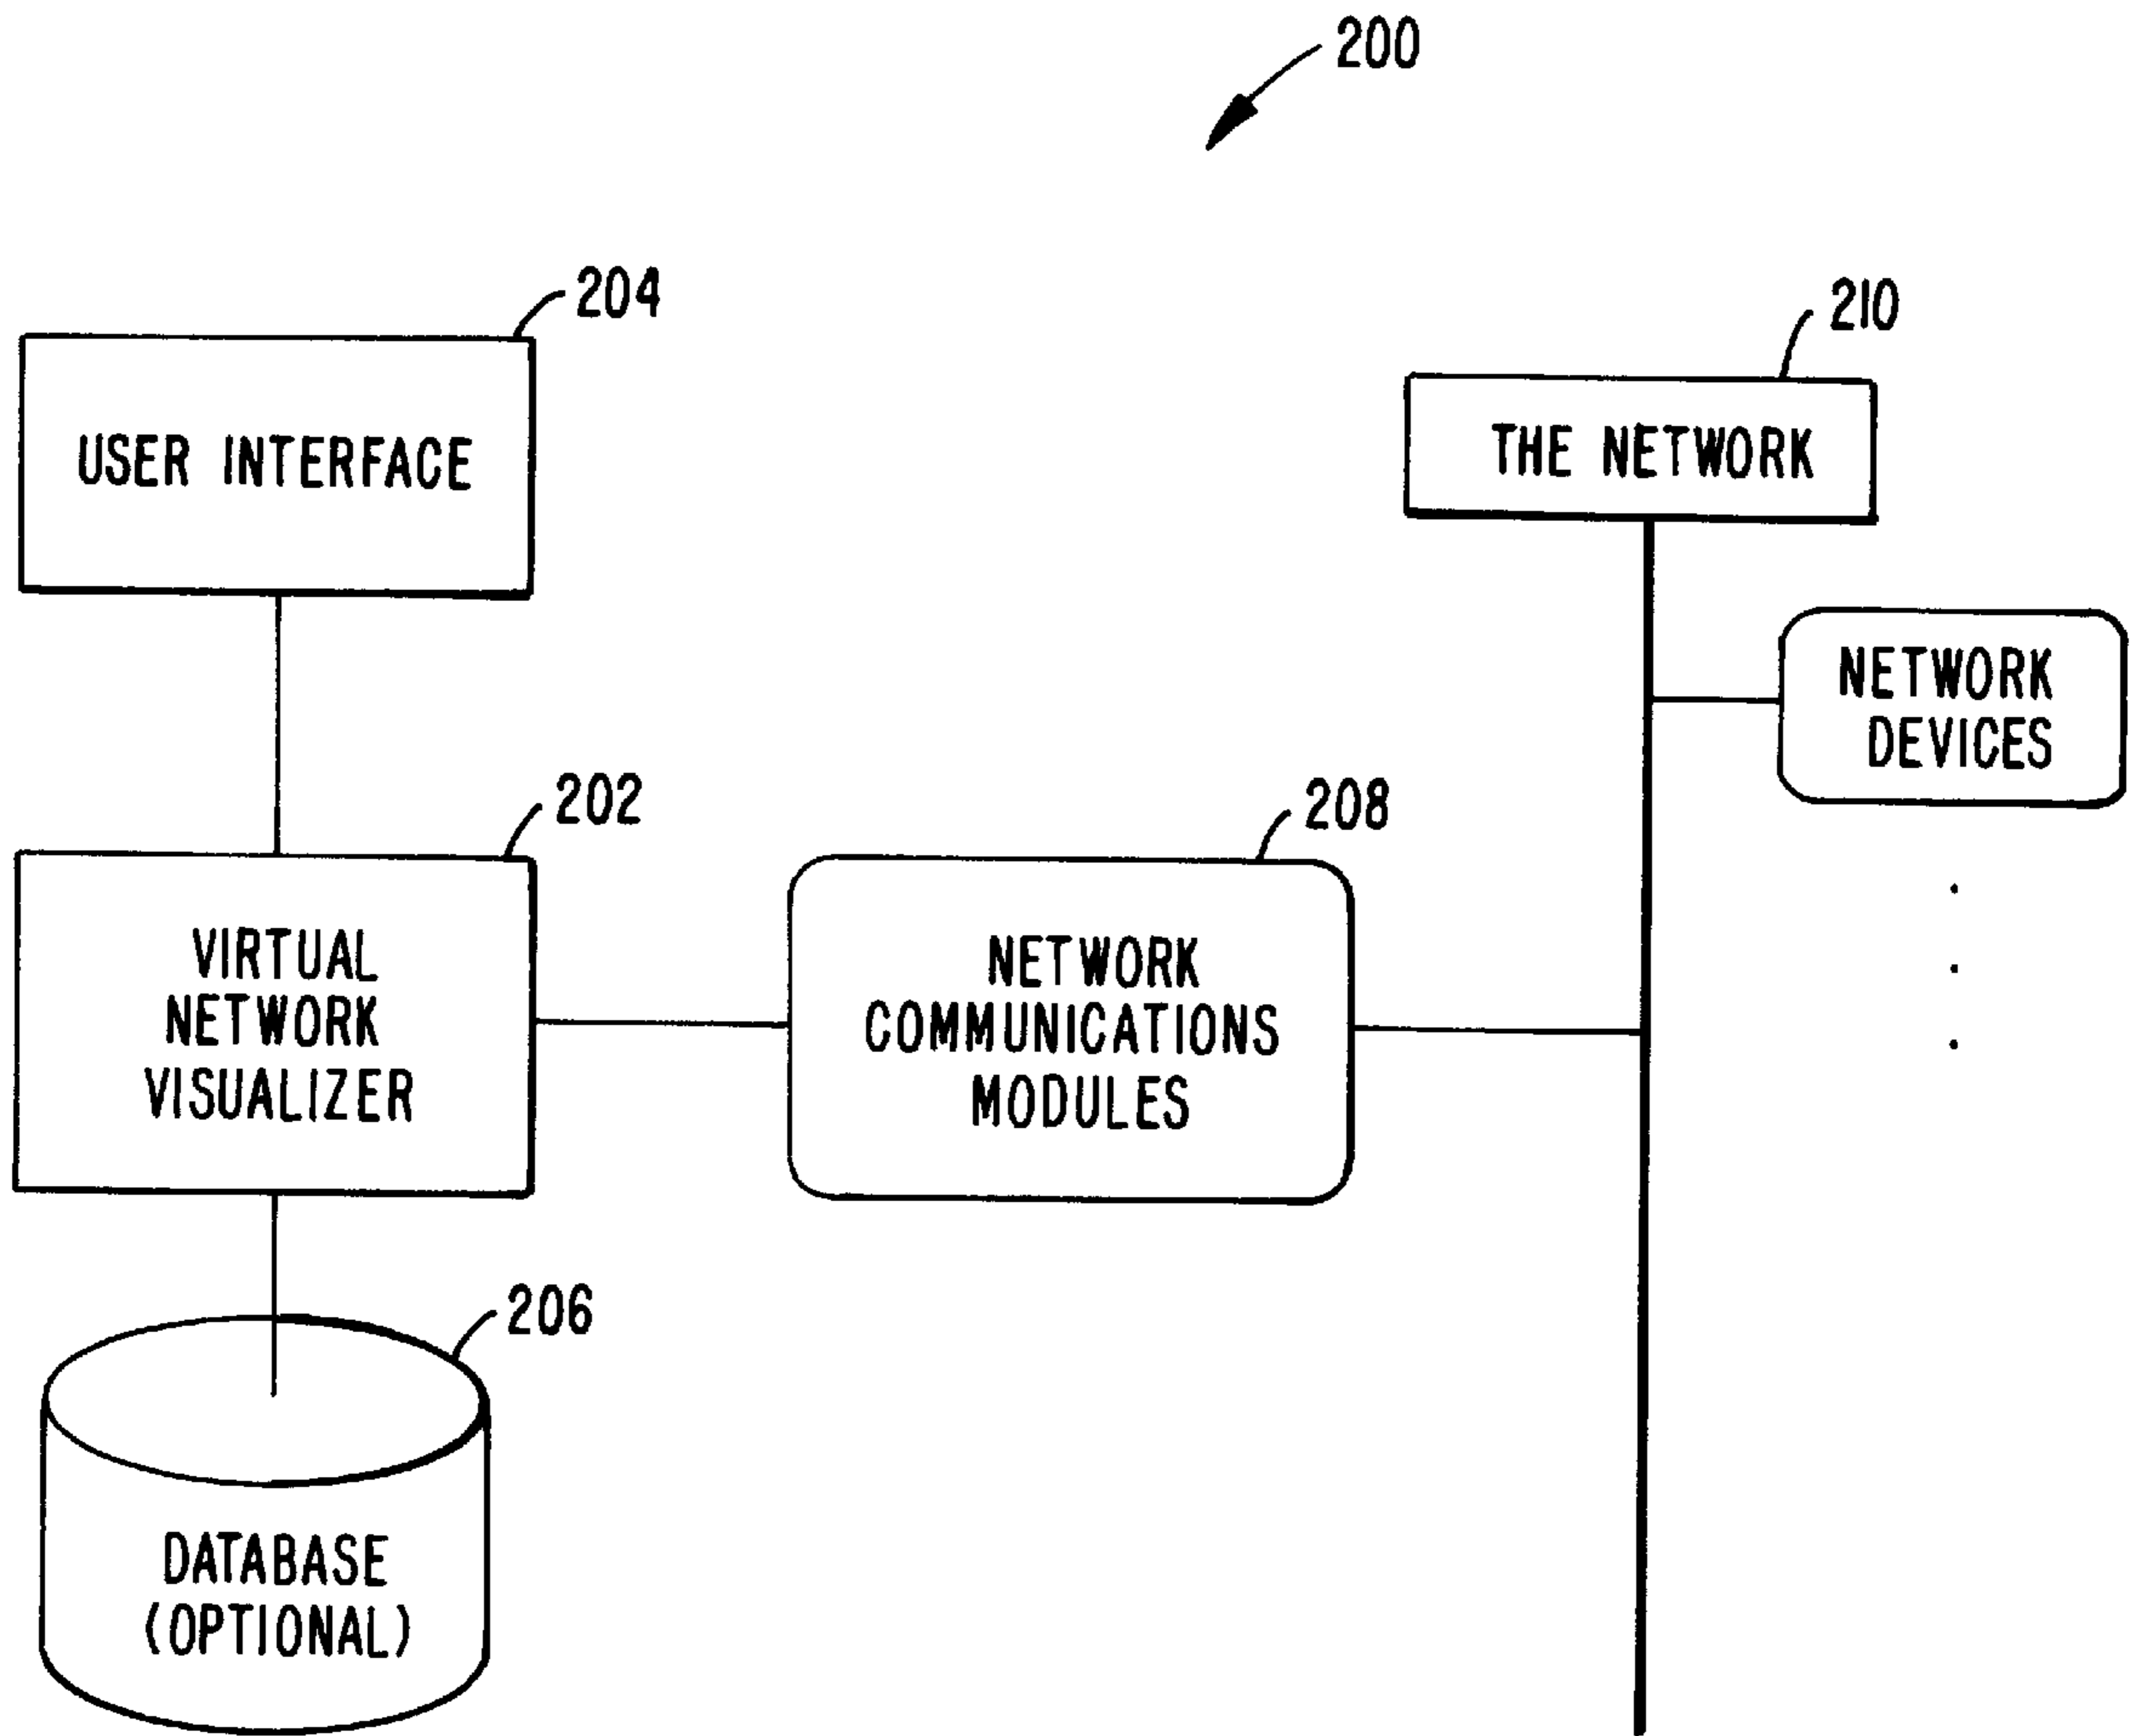 200
204
USER INTERFACE
210
THE NETWORK
NETWORK
DEVICES
202
VIRTUAL
NETWORK
VISUALIZER
208
NETWORK
COMMUNICATIONS
MODULES
206
DATABASE
(OPTIONAL)